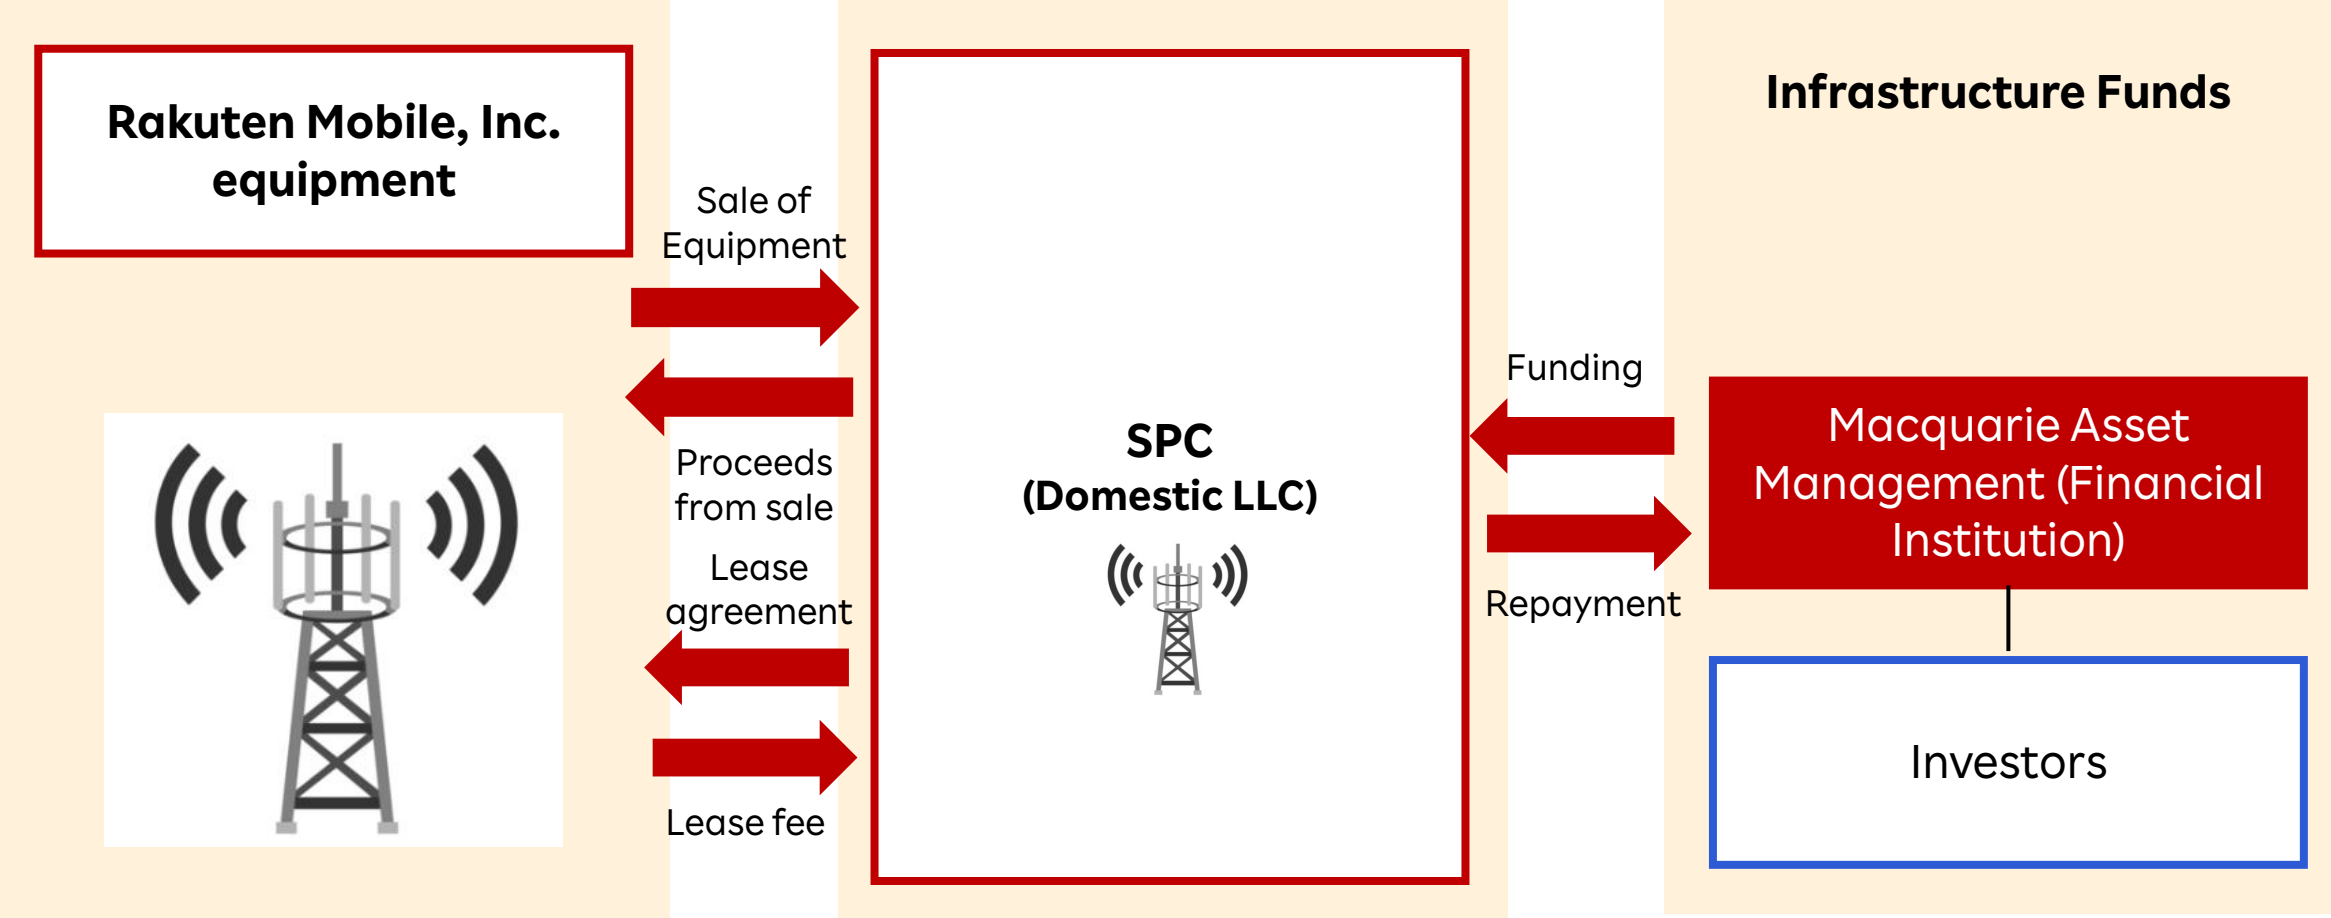 Rakuten Mobile, Inc.
equipment
Sale of
Equipment
Proceeds
from sale
Lease
agreement
Lease fee
SPC
(Domestic LLC)
Funding
Repayment
Infrastructure Funds
Macquarie Asset
Management (Financial
Institution)
Investors